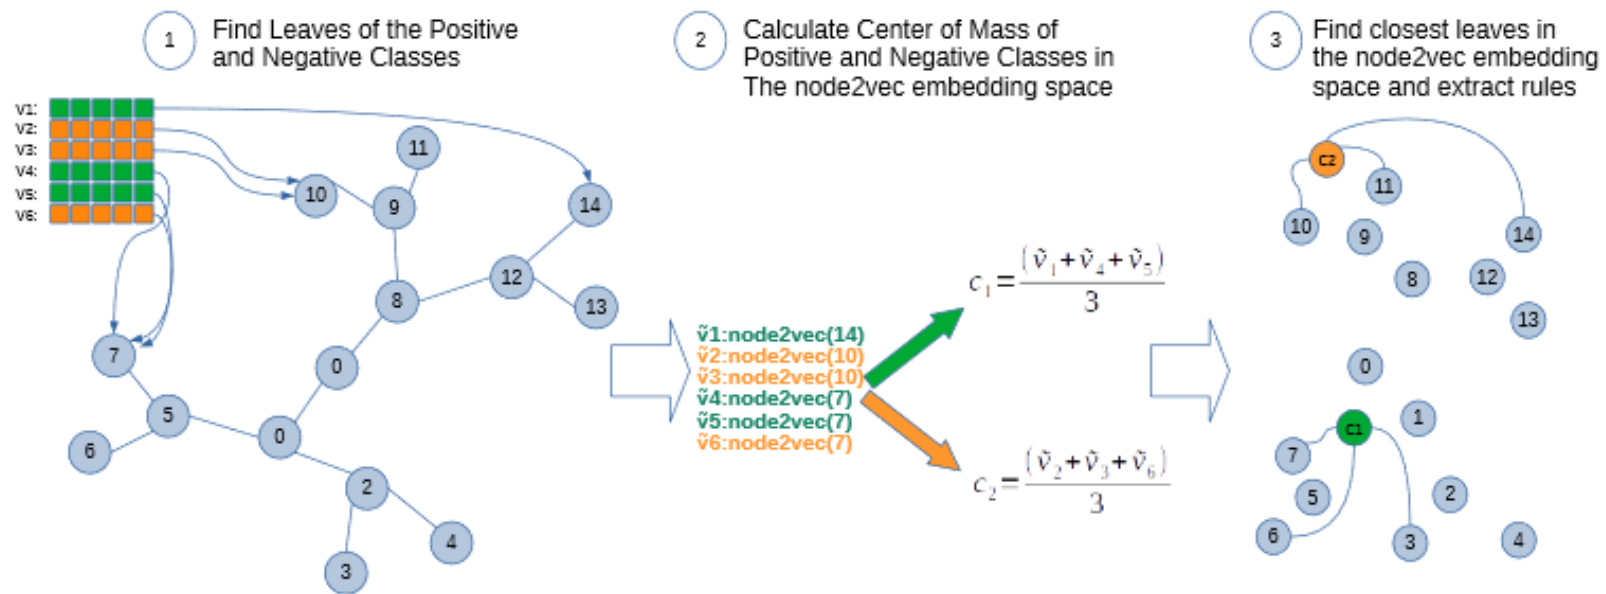 1
Find Leaves of the Positive
and Negative Classes
2
Calculate Center of Mass of
Positive and Negative Classes in
The node2vec embedding space
3
Find closest leaves in
the node2vec embedding
space and extract rules
V1:
V2:
V3:
V4:
V5:
V6:
11
10
9
14
12
8
13
7
0
5
0
6
2
4
3
ṽ1:node2vec(14)
ṽ2:node2vec(10)
ṽ3:node2vec(10)
ṽ4:node2vec(7)
ṽ5:node2vec(7)
ṽ6:node2vec(7)
c₁=(ṽ₁+ṽ₄+ṽ₅)
3
c₂=(ṽ₂+ṽ₃+ṽ₆)
3
C2
11
10
9
14
8
12
13
0
1
C1
7
5
2
6
3
4